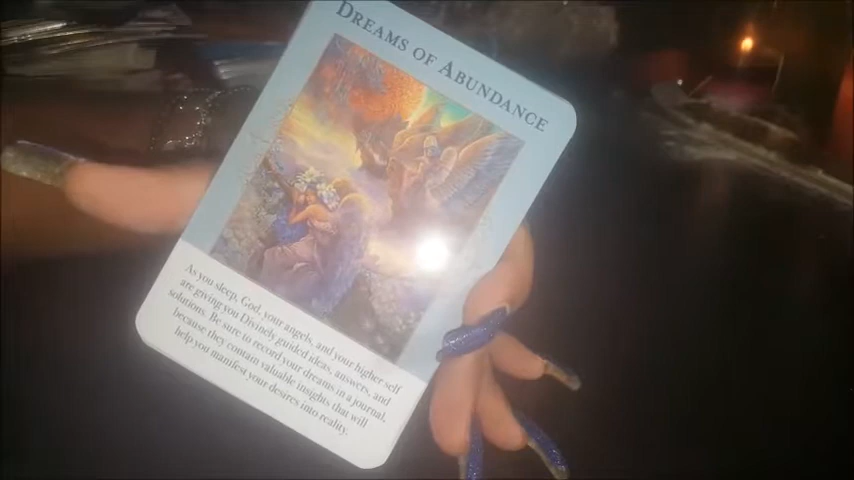 DREAMS OF ABUNDANCE
As you sleep, God, your angels, and your higher self
are giving you Divinely guided ideas, answers, and
solutions. Be sure to record your dreams in a journal,
because they contain valuable insights that will
help you manifest your desires into reality.